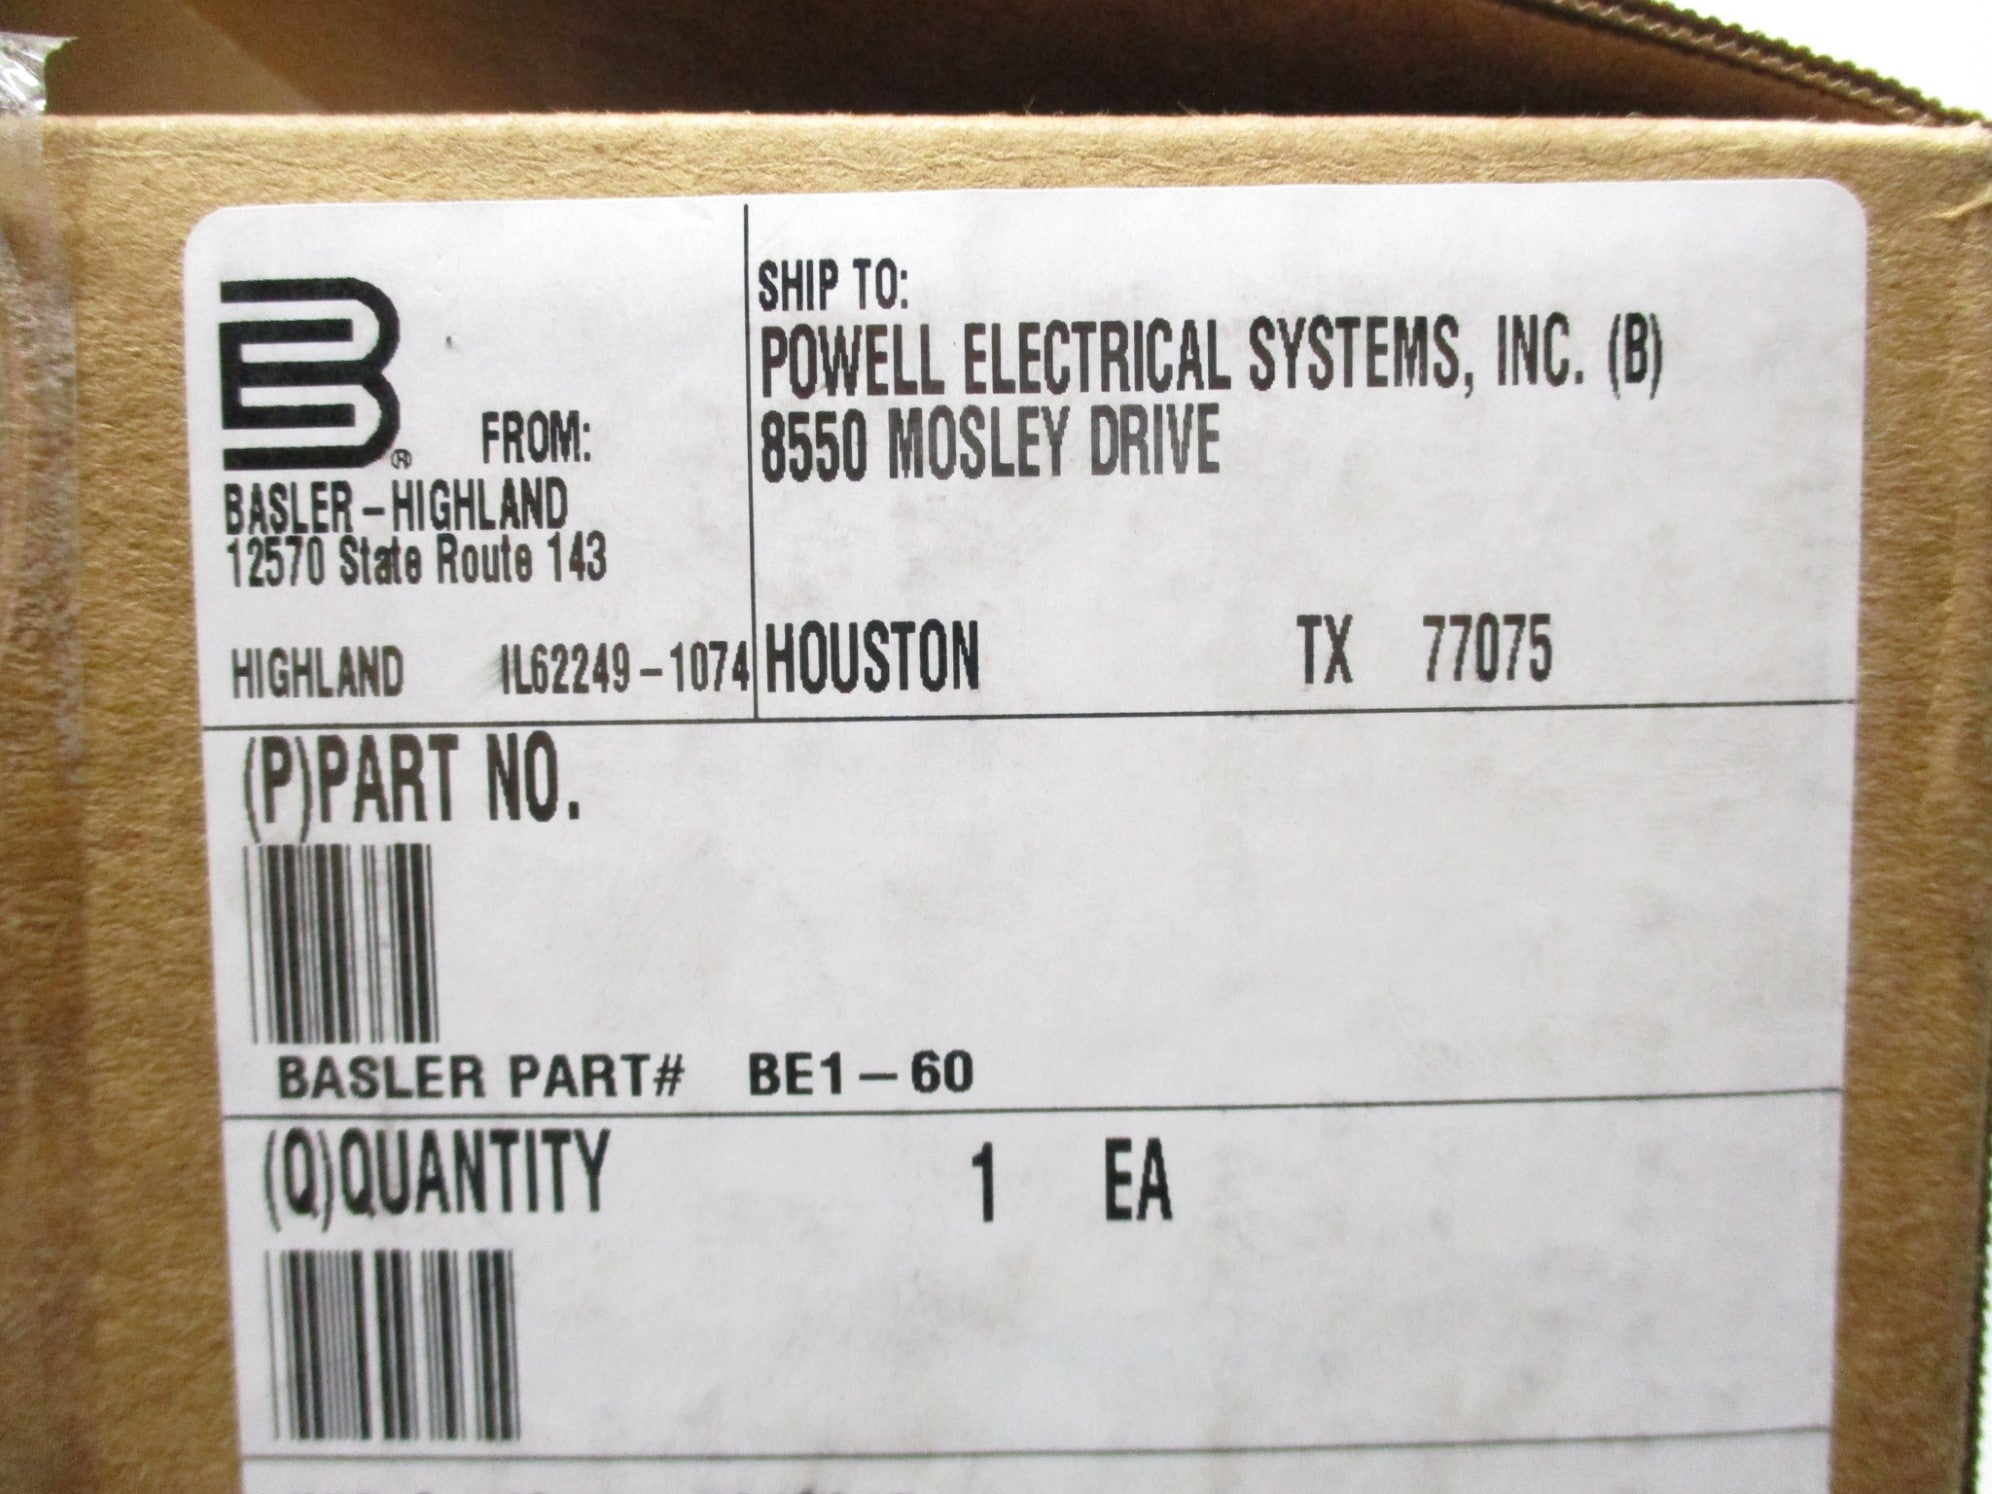 B®
FROM:
BASLER-HIGHLAND
12570 State Route 143
HIGHLAND IL62249-1074
SHIP TO:
POWELL ELECTRICAL SYSTEMS, INC. (B)
8550 MOSLEY DRIVE
HOUSTON TX 77075
(P)PART NO.
BASLER PART# BE1-60
(Q)QUANTITY 1 EA